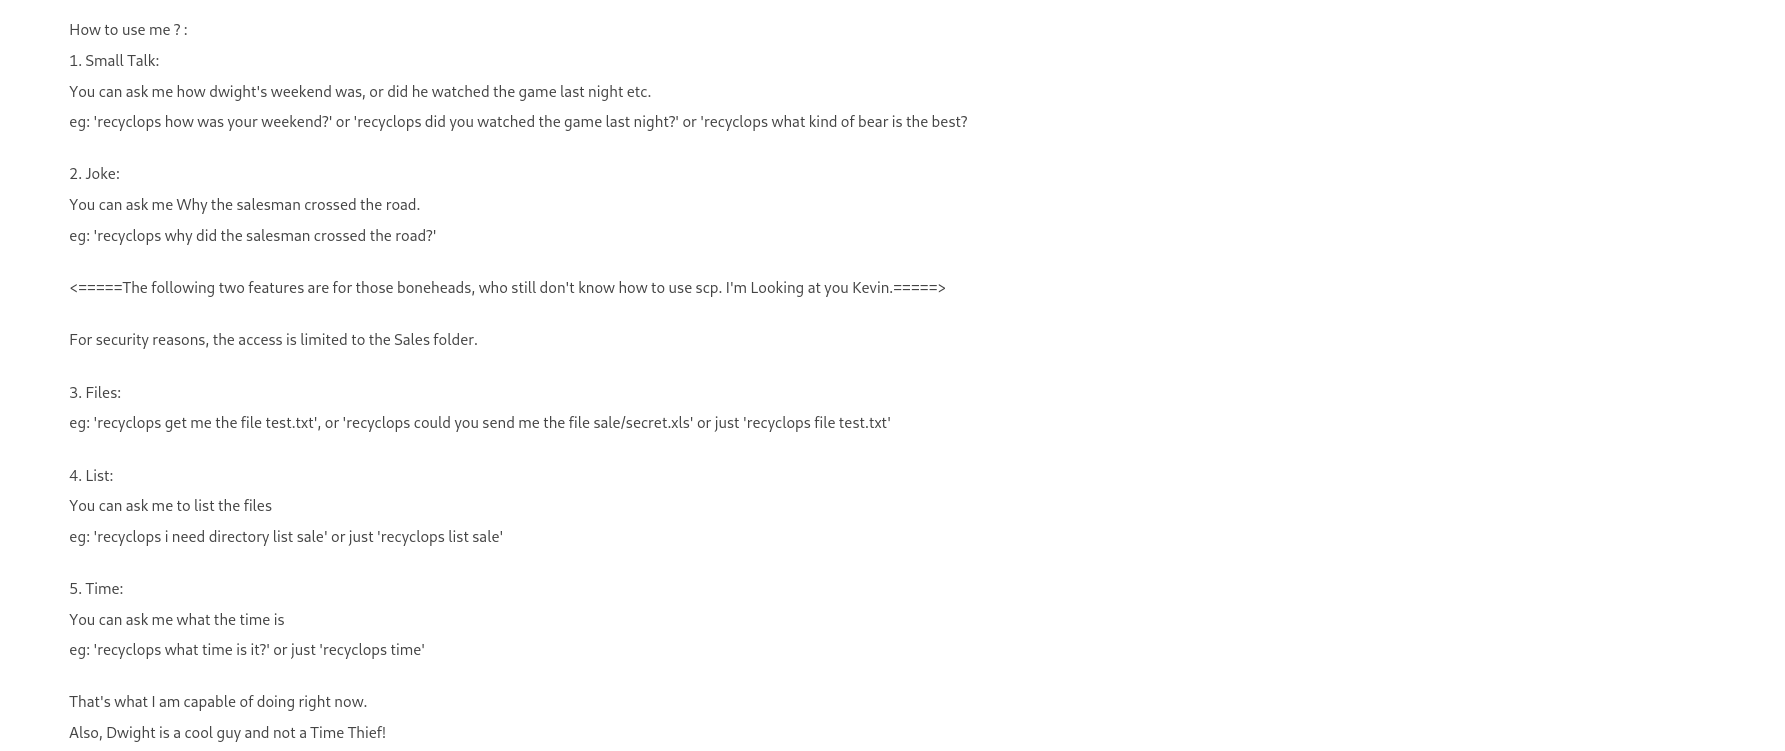 How to use me ? :
1. Small Talk:
You can ask me how dwight's weekend was, or did he watched the game last night etc.
eg: 'recyclops how was your weekend?' or 'recyclops did you watched the game last night?' or 'recyclops what kind of bear is the best?
2. Joke:
You can ask me Why the salesman crossed the road.
eg: 'recyclops why did the salesman crossed the road?'
<=====The following two features are for those boneheads, who still don't know how to use scp. I'm Looking at you Kevin.=====>
For security reasons, the access is limited to the Sales folder.
3. Files:
eg: 'recyclops get me the file test.txt', or 'recyclops could you send me the file sale/secret.xls' or just 'recyclops file test.txt'
4. List:
You can ask me to list the files
eg: 'recyclops i need directory list sale' or just 'recyclops list sale'
5. Time:
You can ask me what the time is
eg: 'recyclops what time is it?' or just 'recyclops time'
That's what I am capable of doing right now.
Also, Dwight is a cool guy and not a Time Thief!